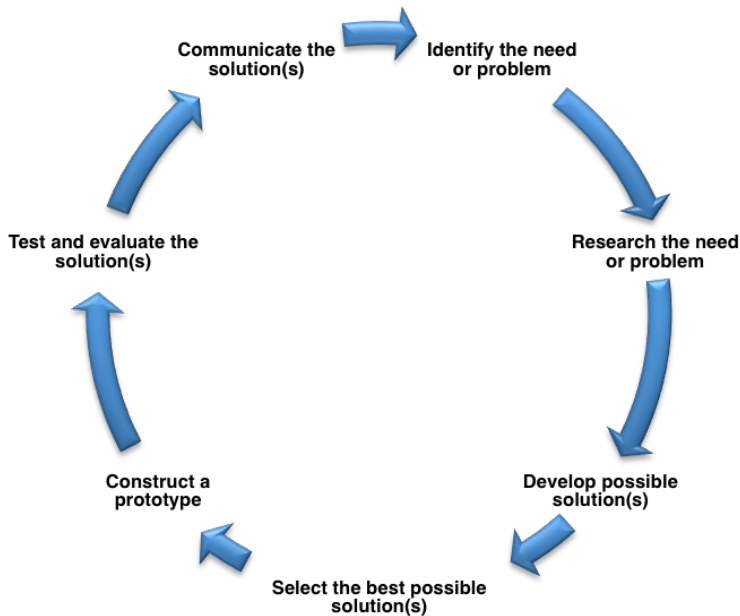 Communicate the
solution(s)
Identify the need
or problem
Research the need
or problem
Develop possible
solution(s)
Select the best possible
solution(s)
Construct a
prototype
Test and evaluate the
solution(s)